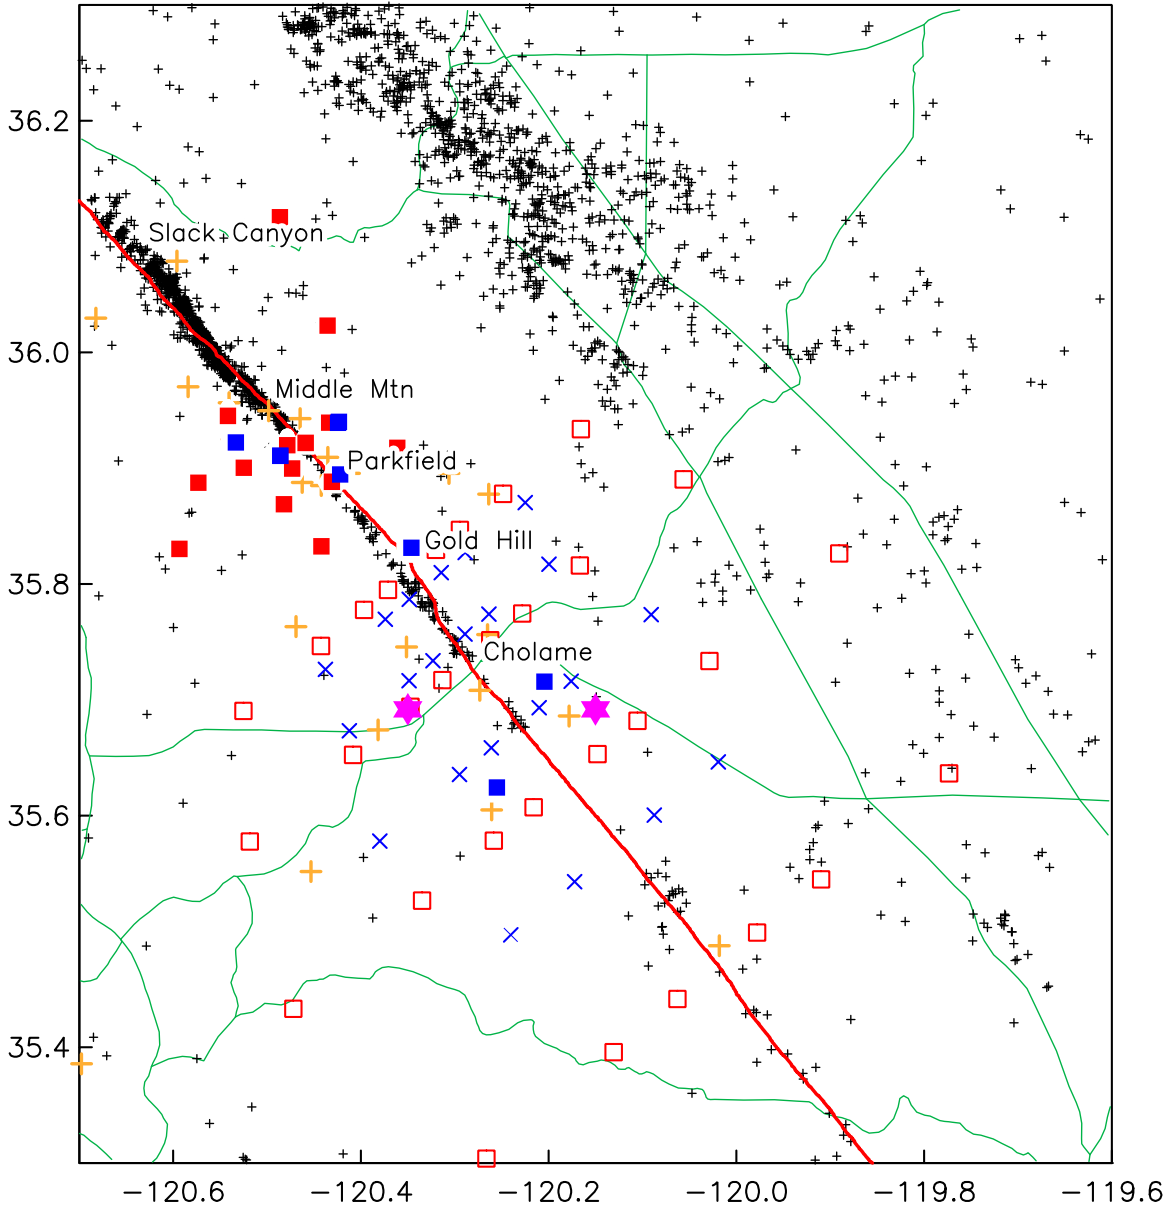 36.2
Slack Canyon
36.0
Middle Mtn
Parkfield
Gold Hill
35.8
Cholame
35.6
35.4
−120.6
−120.4
−120.2
−120.0
−119.8
−119.6